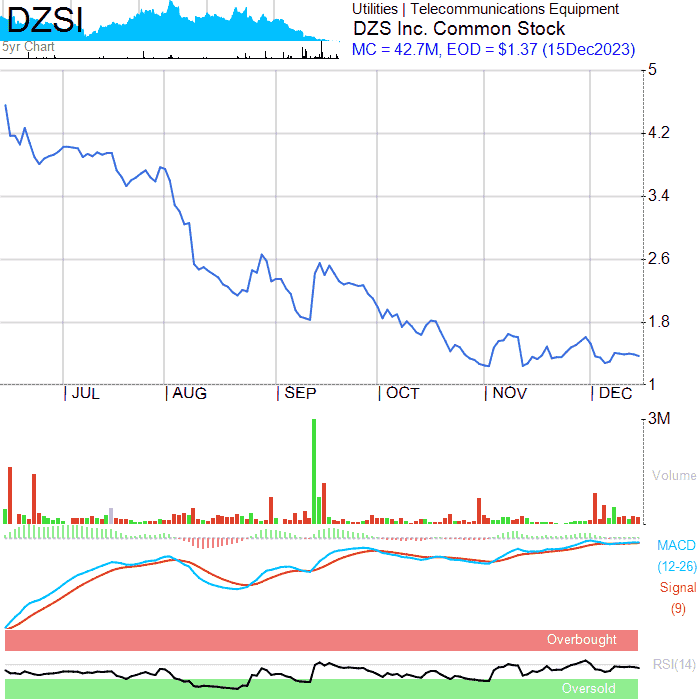 DZSI
5yr Chart
Utilities | Telecommunications Equipment
DZS Inc. Common Stock
MC = 42.7M, EOD = $1.37 (15Dec2023)
5
4.2
3.4
2.6
1.8
1
JUL AUG SEP OCT NOV DEC
3M
Volume
MACD
(12-26)
Signal
(9)
Overbought
RSI(14)
Oversold